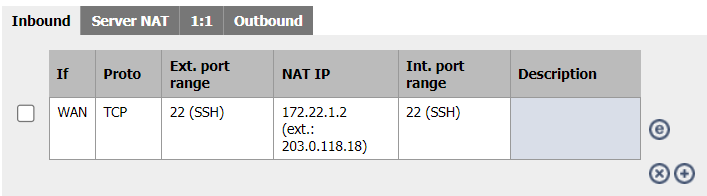 Inbound Server NAT 1:1 Outbound
If Proto Ext. port range NAT IP Int. port range Description
WAN TCP 22 (SSH) 172.22.1.2 22 (SSH)
(ext.:
203.0.118.18)
e